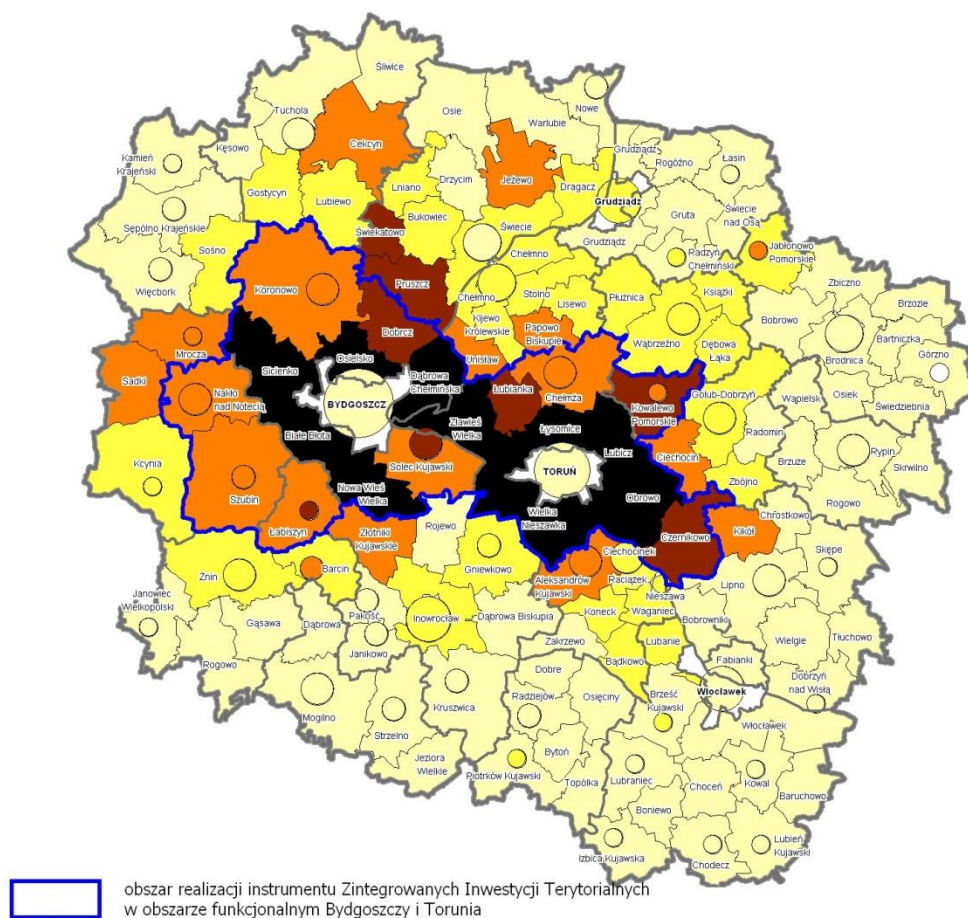 Śliwice
Tuchola
Osie
Nowe
Warlubie
Cekcyn
Kęsowo
Kamień
Krajeński
Grudziądz
Rogóźno
Łasin
Jeżewo
Drzycim
Lniano
Dragacz
Gostycyn
Lubiewo
Bukowiec
Grudziądz
Gruta
Świecie
nad Osą
Sępólno Krajeńskie
Świekatowo
Świecie
Chełmno
Grudziądz
Radzyń
Chełmiński
Jabłonowo
Pomorskie
Sośno
Więcbork
Koronowo
Pruszcz
Chełmno
Stolno
Lisewo
Płużnica
Książki
Zbiczno
Brzozie
Kijewo
Królewskie
Bobrowo
Bartniczka
Dobrcz
Unisław
Papowo
Biskupie
Wąbrzeźno
Dębowa
Łąka
Brodnica
Górzno
Mrocza
Osielsko
Sicienko
Dąbrowa
Chełmińska
Sadki
Łubianka
Chełmża
Kowalewo
Pomorskie
Golub-Dobrzyń
Wąpielsk
Osiek
Świedziebnia
Nakło
nad Notecią
BYDGOSZCZ
Zławieś
Wielka
Łysomice
Radomin
Białe Błota
Lubicz
Ciechocin
Brzuze
Rypin
Skrwilno
Solec Kujawski
TORUŃ
Zbójno
Kcynia
Szubin
Nowa Wieś
Wielka
Obrowo
Rogowo
Wielka
Nieszawka
Łabiszyn
Złotniki
Kujawskie
Rojewo
Czernikowo
Kikół
Chrostkowo
Skępe
Ciechocinek
Raciążek
Aleksandrów
Kujawski
Gniewkowo
Żnin
Barcin
Nieszawa
Lipno
Janowiec
Wielkopolski
Pakość
Inowrocław
Dąbrowa Biskupia
Koneck
Waganiec
Bobrowniki
Gąsawa
Dąbrowa
Janikowo
Zakrzewo
Lubanie
Wielgie
Tłuchowo
Rogowo
Bądkowo
Fabianki
Dobre
Dobrzyń
nad Wisłą
Radziejów
Osięciny
Brześć
Kujawski
Włocławek
Kruszwica
Mogilno
Strzelno
Włocławek
Jeziora
Wielkie
Bytoń
Piotrków Kujawski
Topólka
Lubraniec
Kowal
Choceń
Baruchowo
Boniewo
Izbica Kujawska
Chodecz
Lubień
Kujawski
obszar realizacji instrumentu Zintegrowanych Inwestycji Terytorialnych
w obszarze funkcjonalnym Bydgoszczy i Torunia